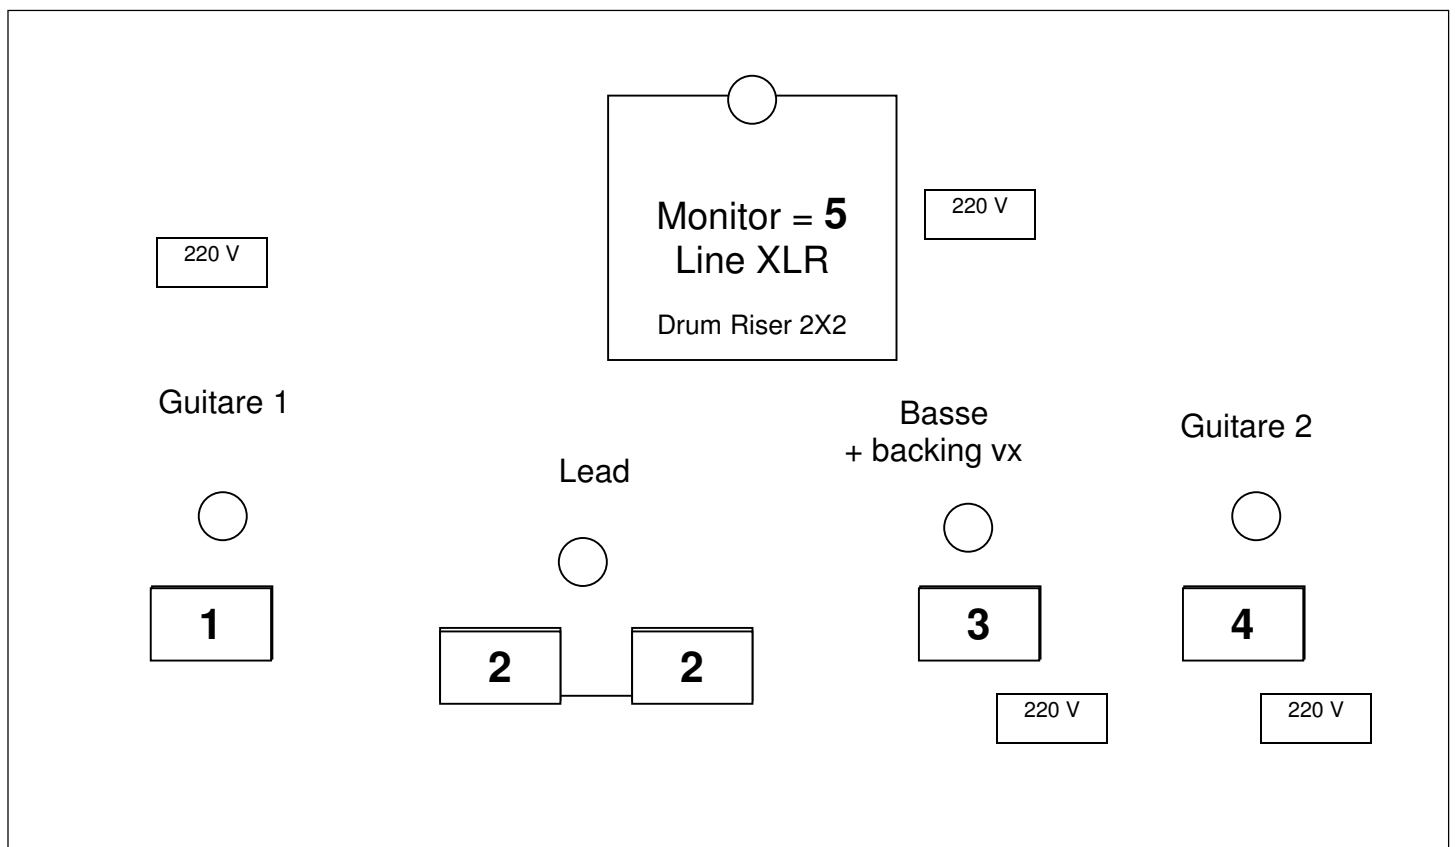 Monitor = 5
Line XLR
Drum Riser 2X2
220 V
220 V
Guitare 1
Lead
Basse
+ backing vx
Guitare 2
1
2
2
3
4
220 V
220 V